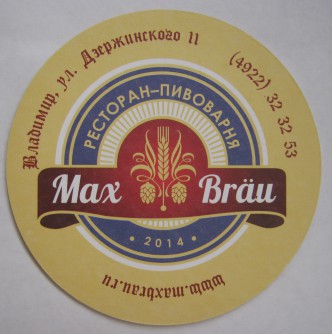 Владимир, ул. Дзержинского 11
(4922) 32 32 53
РЕСТОРАН-ПИВОВАРНЯ
Max Bräu
• 2014 •
www.maxbrau.ru